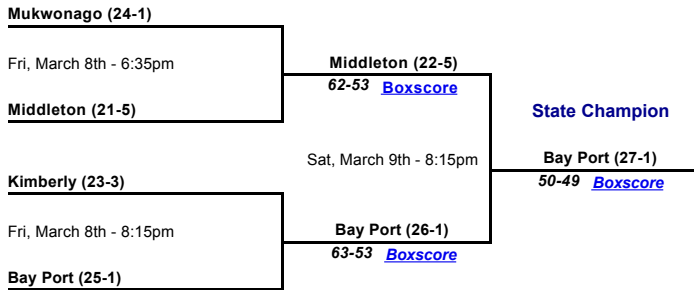 Mukwonago (24-1)
Fri, March 8th - 6:35pm
Middleton (21-5)
Middleton (22-5)
62-53 Boxscore
Kimberly (23-3)
Fri, March 8th - 8:15pm
Bay Port (25-1)
Bay Port (26-1)
63-53 Boxscore
Sat, March 9th - 8:15pm
State Champion
Bay Port (27-1)
50-49 Boxscore